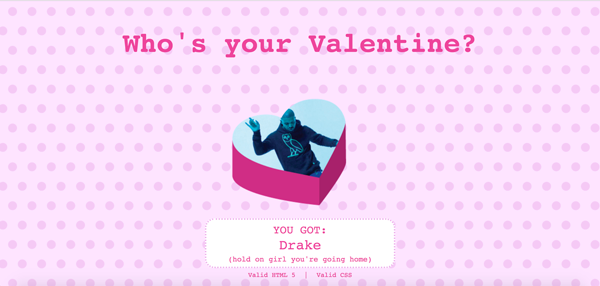 Who's your Valentine?
YOU GOT:
Drake
(hold on girl you're going home)
Valid HTML 5 | Valid CSS